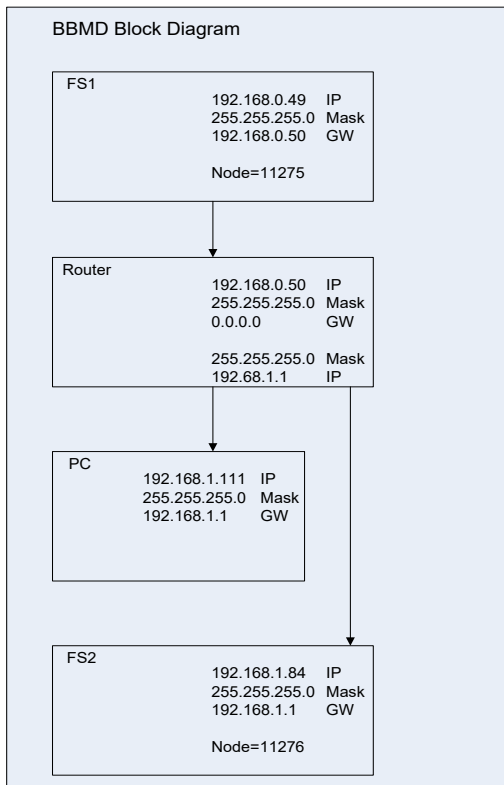 BBMD Block Diagram
FS1
192.168.0.49 IP
255.255.255.0 Mask
192.168.0.50 GW
Node=11275
Router
192.168.0.50 IP
255.255.255.0 Mask
0.0.0.0 GW
255.255.255.0 Mask
192.68.1.1 IP
PC
192.168.1.111 IP
255.255.255.0 Mask
192.168.1.1 GW
FS2
192.168.1.84 IP
255.255.255.0 Mask
192.168.1.1 GW
Node=11276